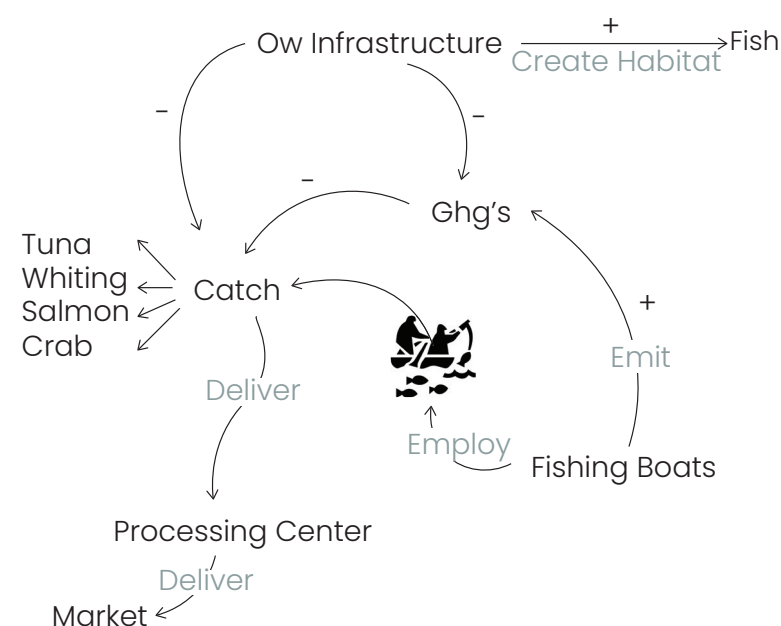 Ow Infrastructure
+
Fish
Create Habitat
-
-
-
Ghg's
Tuna
Whiting
Salmon
Crab
Catch
+
Emit
Deliver
Employ
Fishing Boats
Processing Center
Deliver
Market